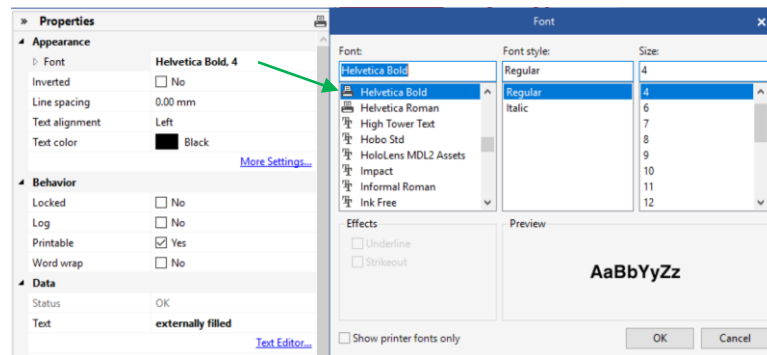 » Properties
Appearance
Font Helvetica Bold, 4
Inverted No
Line spacing 0.00 mm
Text alignment Left
Text color Black
More Settings...
Behavior
Locked No
Log No
Printable Yes
Word wrap No
Data
Status OK
Text externally filled
Text Editor...
Font
Font: Font style: Size:
Helvetica Bold Regular 4
Helvetica Bold Regular 4
Helvetica Roman Italic 6
High Tower Text 7
Hobo Std 8
HoloLens MDL2 Assets 9
Impact 10
Informal Roman 11
Ink Free 12
Effects Preview
Underline
Strikeout
AaBbYyZz
Show printer fonts only OK Cancel